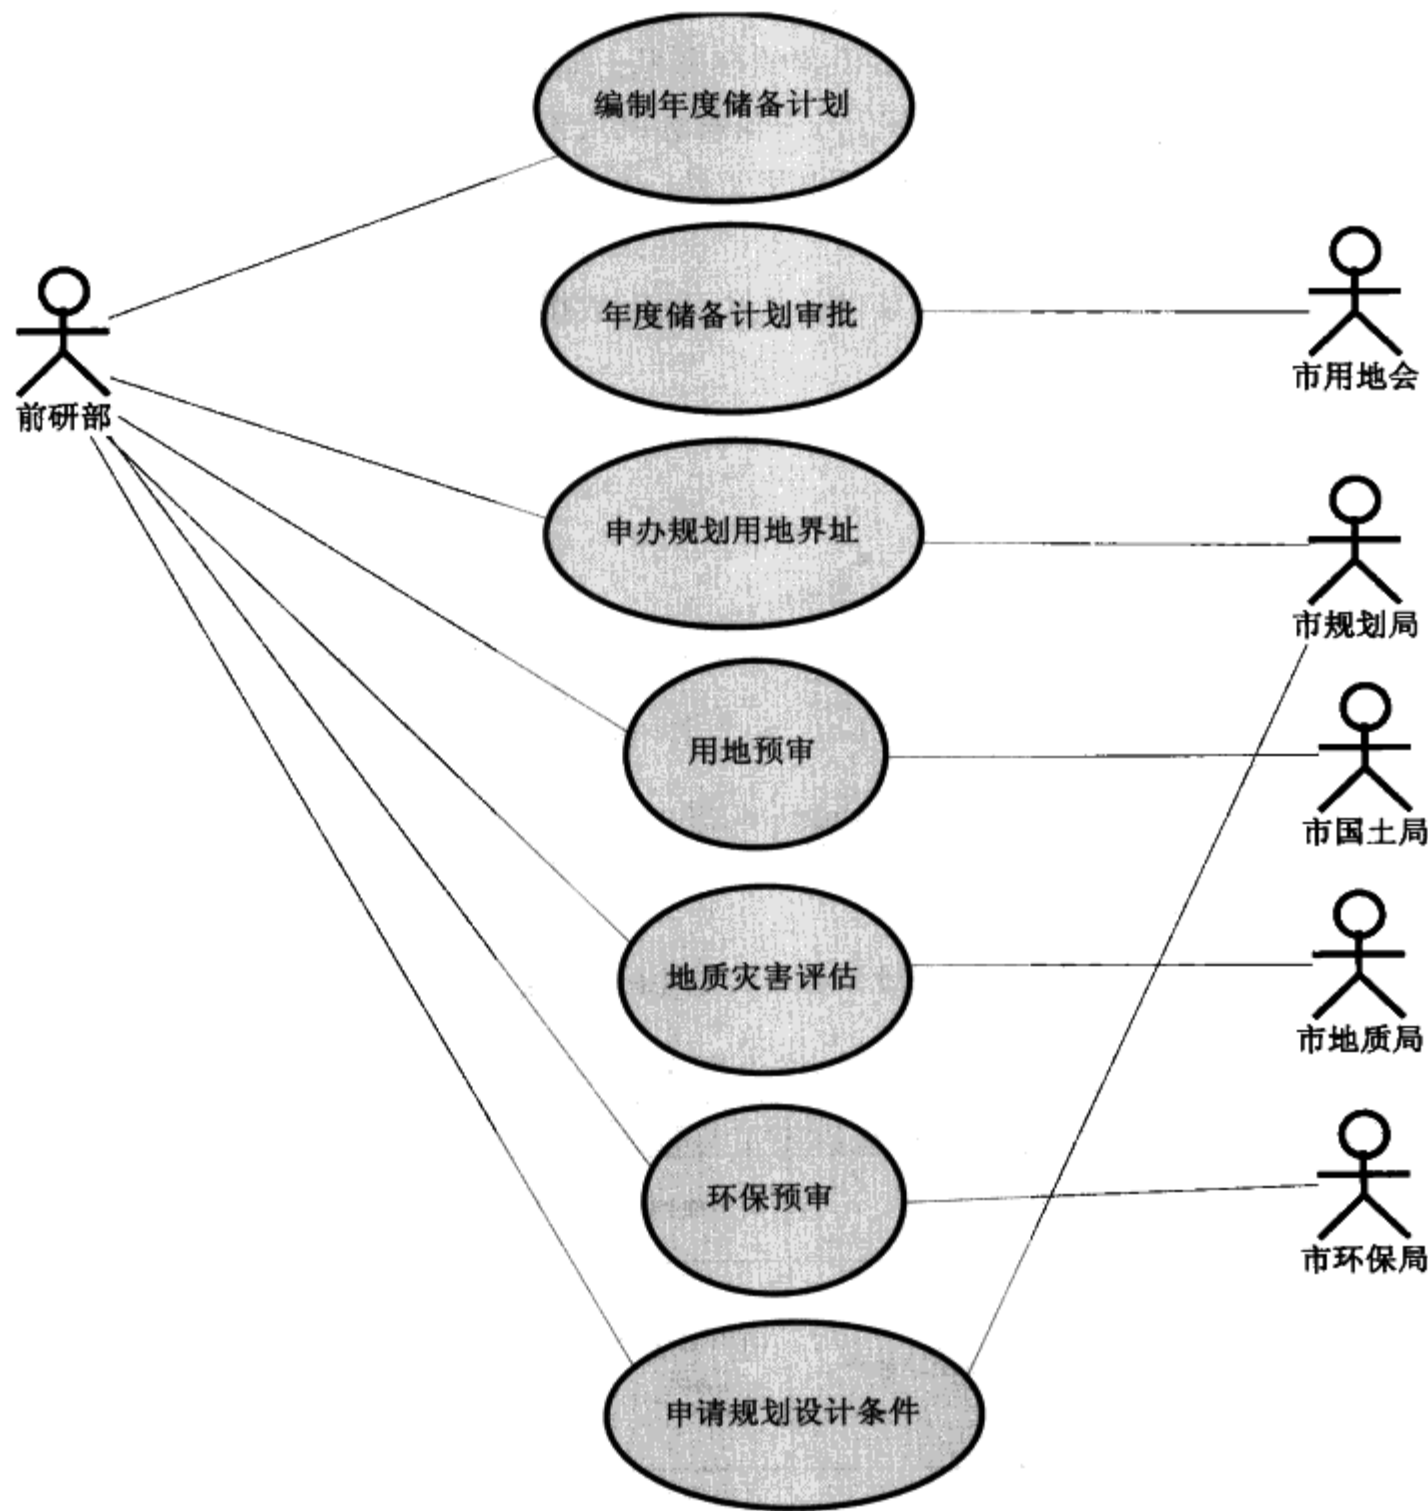 编制年度储备计划
年度储备计划审批
市用地会
前研部
申办规划用地界址
市规划局
用地预审
市国土局
地质灾害评估
市地质局
环保预审
市环保局
申请规划设计条件